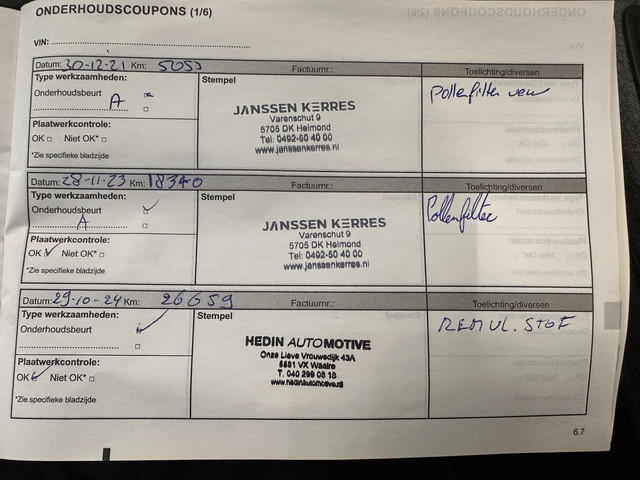 ONDERHOUDSCOUPONS (1/6)
VIN:
Datum: 30-12-21 Km: 5055 Factuurnr.: Toelichting/diversen
Type werkzaamheden: Stempel
Onderhoudsbeurt
A
Pollenfilter
JANSSEN KERRES
Varenschut 9
5705 DK Helmond
Tel: 0492-50 40 00
www.janssenkerres.nl
Plaatwerkcontrole:
OK Niet OK*
*Zie specifieke bladzijde
Datum: 28-11-23 Km: 18340 Factuurnr.: Toelichting/diversen
Type werkzaamheden: Stempel
Onderhoudsbeurt
A
Pollenfilter
JANSSEN KERRES
Varenschut 9
5705 DK Helmond
Tel: 0492-50 40 00
www.janssenkerres.nl
Plaatwerkcontrole:
OK Niet OK*
*Zie specifieke bladzijde
Datum: 29-10-24 Km: 26659 Factuurnr.: Toelichting/diversen
Type werkzaamheden: Stempel
Onderhoudsbeurt
REMVL.STOF
HEDIN AUTOMOTIVE
Onze Lieve Vrouwedijk 43A
5581 VX Waalre
T. 040 299 08 18
www.hedinautomotive.nl
Plaatwerkcontrole:
OK Niet OK*
*Zie specifieke bladzijde
6.7